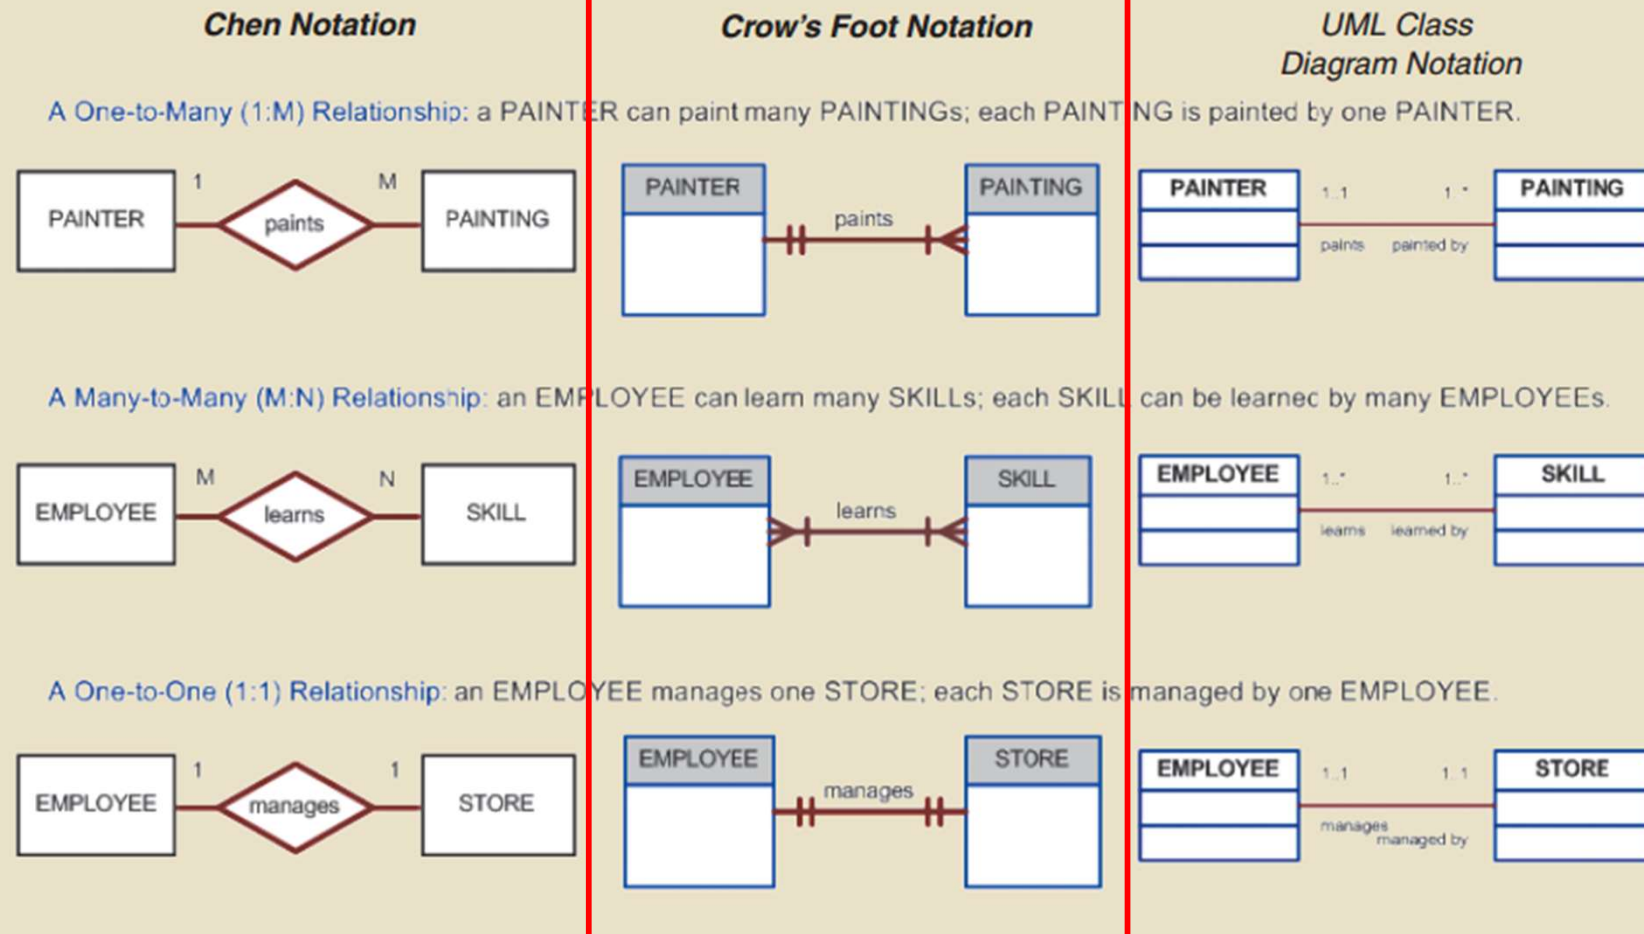 Chen Notation
Crow's Foot Notation
UML Class
Diagram Notation
A One-to-Many (1:M) Relationship: a PAINTER can paint many PAINTINGs; each PAINTING is painted by one PAINTER.
PAINTER 1 paints M PAINTING
PAINTER paints PAINTING
PAINTER 1..1 1..* PAINTING
paints painted by
A Many-to-Many (M:N) Relationship: an EMPLOYEE can learn many SKILLs; each SKILL can be learned by many EMPLOYEEs.
EMPLOYEE M learns N SKILL
EMPLOYEE learns SKILL
EMPLOYEE 1..* 1..* SKILL
learns learned by
A One-to-One (1:1) Relationship: an EMPLOYEE manages one STORE; each STORE is managed by one EMPLOYEE.
EMPLOYEE 1 manages 1 STORE
EMPLOYEE manages STORE
EMPLOYEE 1..1 1..1 STORE
manages
managed by